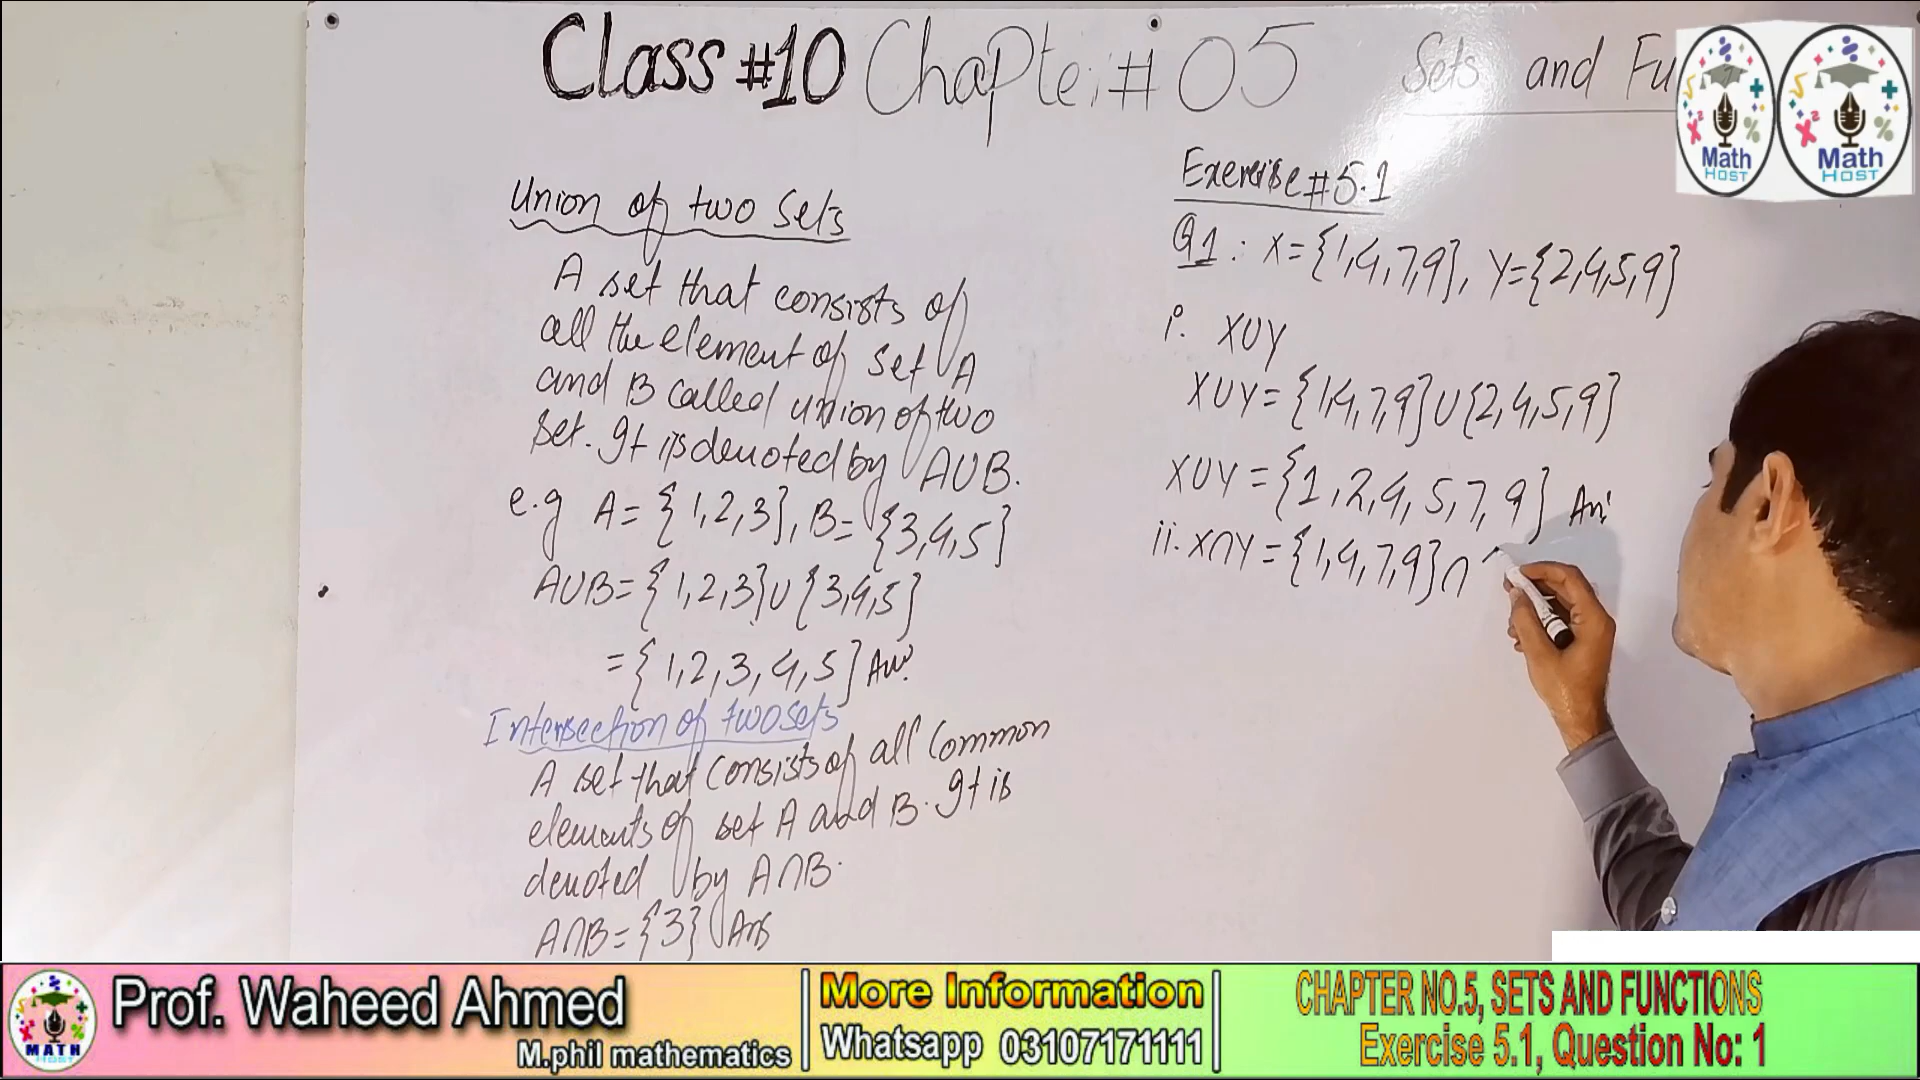 Class #10 Chapte: # 05 Sets and Fu
Math
HOST
Math
HOST
Union of two sets
A set that consists of
all the element of set A
and B called union of two
set. It is denoted by AUB.
e.g A = {1,2,3}, B= {3,4,5}
AUB= {1,2,3}U{3,4,5}
={1,2,3,4,5} Ans
Intersection of two sets
A set that consists of all common
elements of set A and B. It is
denoted by A∩B.
A∩B={3} Ans
Exercise #5.1
Q1: X={1,4,7,9}, Y={2,4,5,9}
i. XUY
XUY={1,4,7,9}U{2,4,5,9}
XUY={1,2,4,5,7,9} Ans
ii. X∩Y={1,4,7,9}∩
MATH
HOST
Prof. Waheed Ahmed
M.phil mathematics
More Information
Whatsapp 03107171111
CHAPTER NO.5, SETS AND FUNCTIONS
Exercise 5.1, Question No: 1